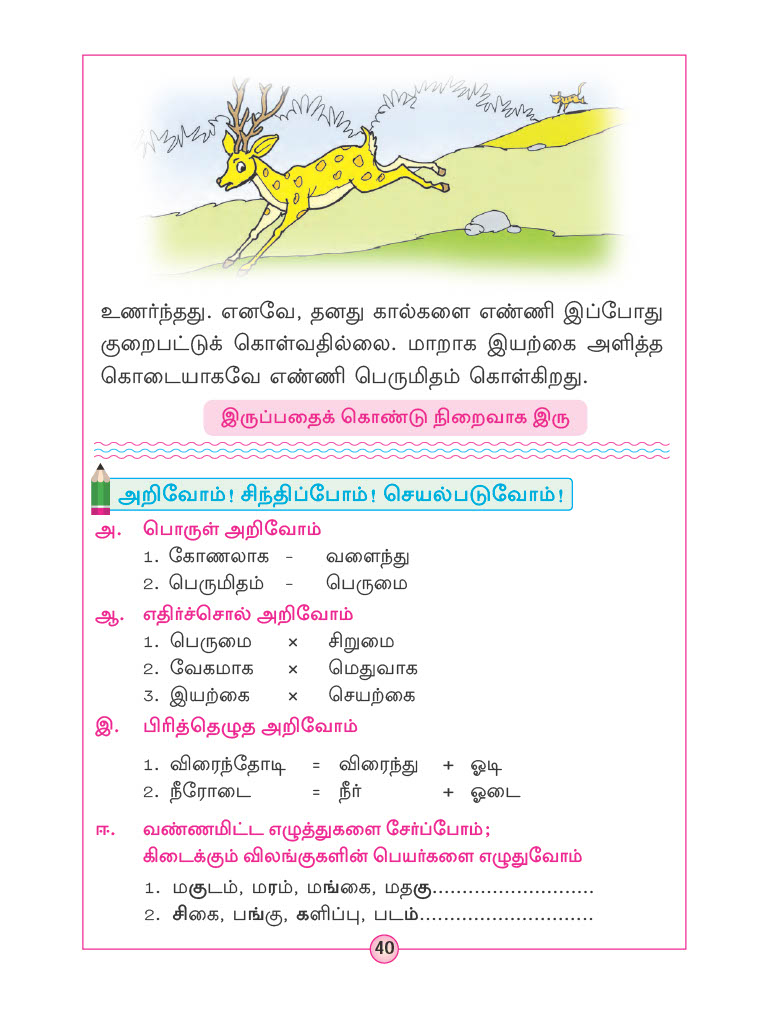 உணர்ந்தது. எனவே, தனது கால்களை எண்ணி இப்போது
குறைபட்டுக் கொள்வதில்லை. மாறாக இயற்கை அளித்த
கொடையாகவே எண்ணி பெருமிதம் கொள்கிறது.
இருப்பதைக் கொண்டு நிறைவாக இரு
அறிவோம்! சிந்திப்போம்! செயல்படுவோம்!
அ. பொருள் அறிவோம்
1. கோணலாக - வளைந்து
2. பெருமிதம் - பெருமை
ஆ. எதிர்ச்சொல் அறிவோம்
1. பெருமை × சிறுமை
2. வேகமாக × மெதுவாக
3. இயற்கை × செயற்கை
இ. பிரித்தெழுத அறிவோம்
1. விரைந்தோடி = விரைந்து + ஓடி
2. நீரோடை = நீர் + ஓடை
ஈ. வண்ணமிட்ட எழுத்துகளை சேர்ப்போம்;
கிடைக்கும் விலங்குகளின் பெயர்களை எழுதுவோம்
1. மகுடம், மரம், மங்கை, மதகு...........................
2. சிகை, பங்கு, களிப்பு, படம்.............................
40